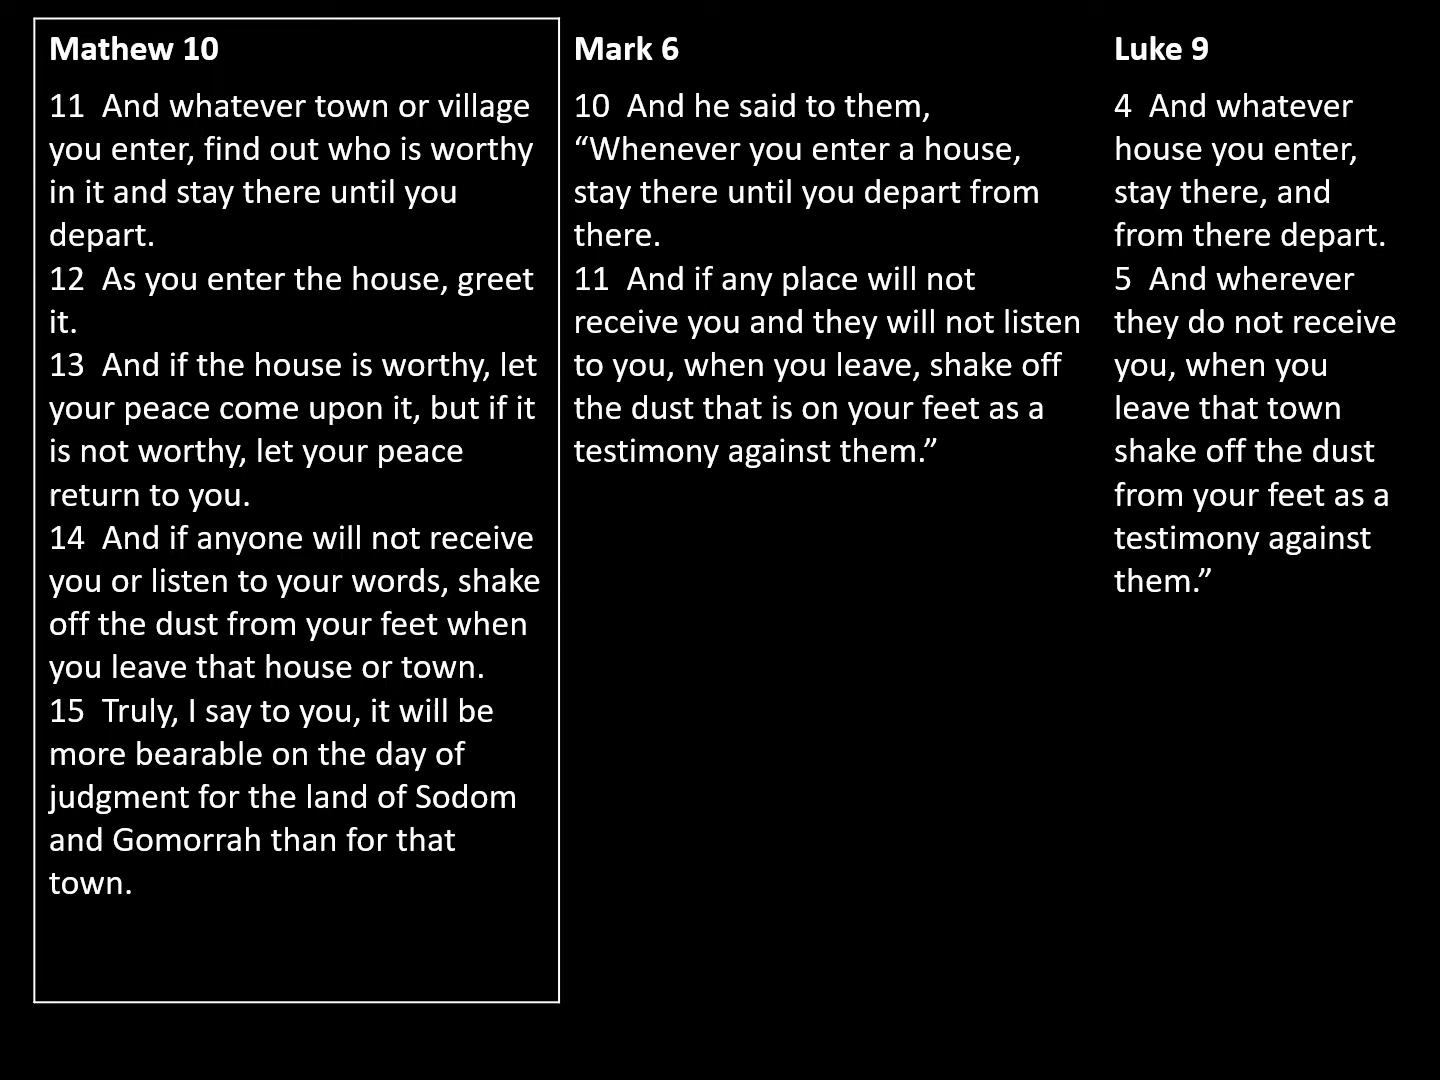 Mathew 10
11 And whatever town or village
you enter, find out who is worthy
in it and stay there until you
depart.
12 As you enter the house, greet
it.
13 And if the house is worthy, let
your peace come upon it, but if it
is not worthy, let your peace
return to you.
14 And if anyone will not receive
you or listen to your words, shake
off the dust from your feet when
you leave that house or town.
15 Truly, I say to you, it will be
more bearable on the day of
judgment for the land of Sodom
and Gomorrah than for that
town.
Mark 6
10 And he said to them,
“Whenever you enter a house,
stay there until you depart from
there.
11 And if any place will not
receive you and they will not listen
to you, when you leave, shake off
the dust that is on your feet as a
testimony against them.”
Luke 9
4 And whatever
house you enter,
stay there, and
from there depart.
5 And wherever
they do not receive
you, when you
leave that town
shake off the dust
from your feet as a
testimony against
them.”